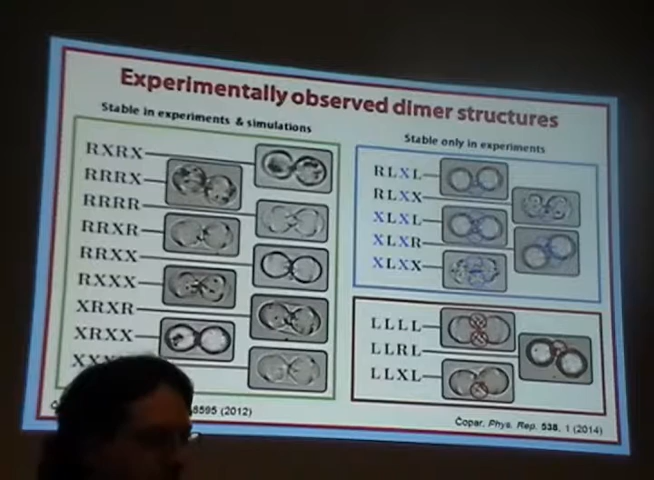 Experimentally observed dimer structures
Stable in experiments & simulations
RXRX
RRRX
RRRR
RRXR
RRXX
RXXX
XRXR
XRXX
8595 (2012)
Stable only in experiments
RLXL
RLXX
XLXL
XLXR
XLXX
LLLL
LLRL
LLXL
Čopar, Phys. Rep. 538, 1 (2014)